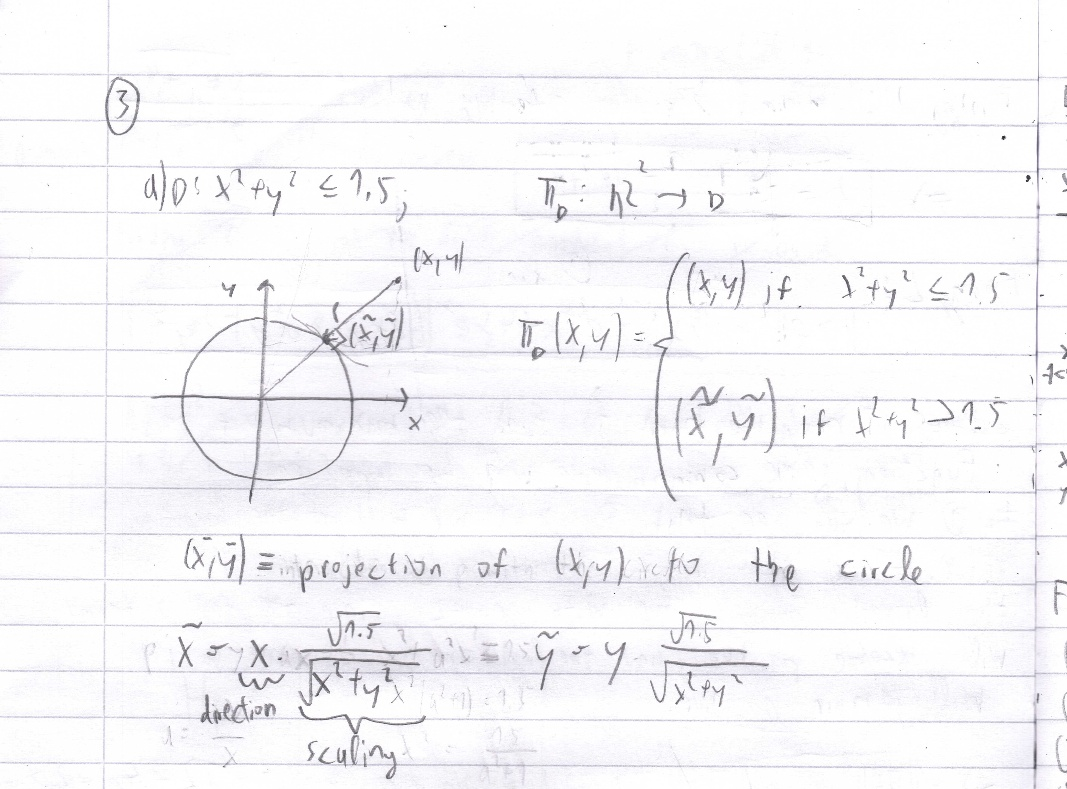 3
a) D: x² + y² ≤ 1.5; π_D: ℝ² → D
(x,y)
y
(x̃,ỹ)
x
π_D(x,y) = { (x,y) if x²+y² ≤ 1.5
(x̃,ỹ) if x²+y² > 1.5
(x̄,ȳ) ≡ projection of (x,y) to the circle
x̃ = x · √1.5 / √(x²+y²) ỹ = y √1.5 / √(x²+y²)
direction
scaling